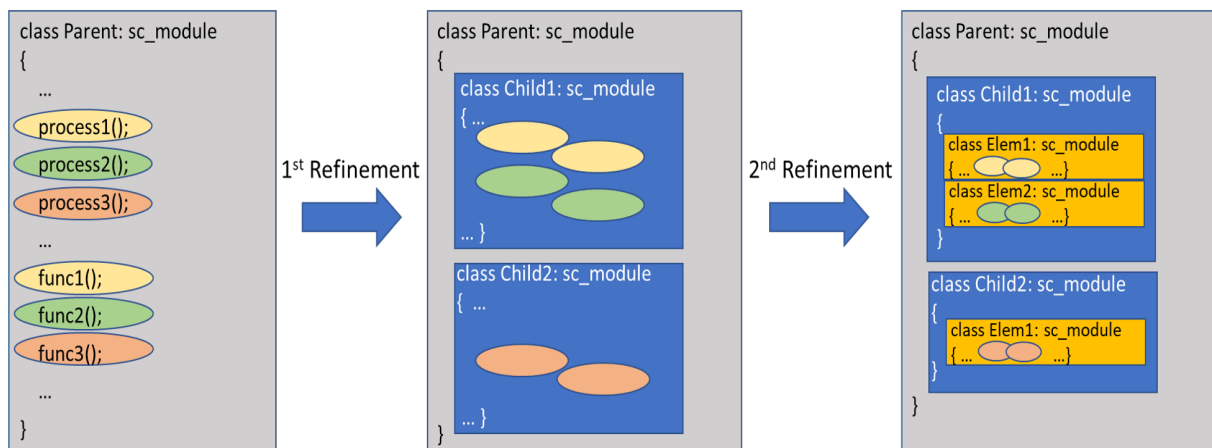 class Parent: sc_module
{
...
process1();
process2();
process3();
...
func1();
func2();
func3();
...
}
1st Refinement
class Parent: sc_module
{
class Child1: sc_module
{ ...
... }
class Child2: sc_module
{ ...
... }
}
2nd Refinement
class Parent: sc_module
{
class Child1: sc_module
{
class Elem1: sc_module
{ ... ...}
class Elem2: sc_module
{ ... ...}
}
class Child2: sc_module
{
class Elem1: sc_module
{ ... ...}
}
}